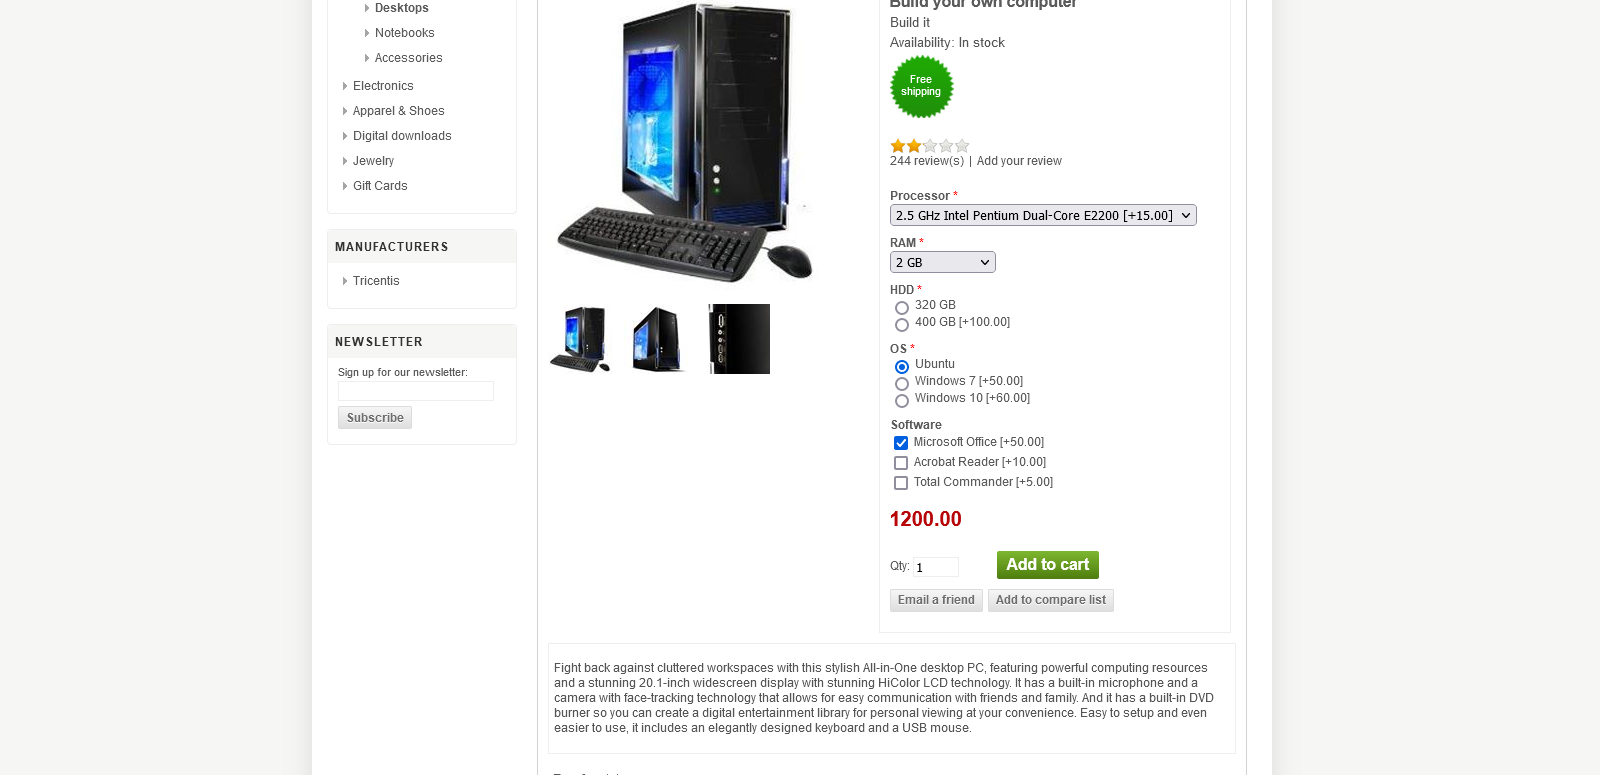 Desktops
Notebooks
Accessories
Electronics
Apparel & Shoes
Digital downloads
Jewelry
Gift Cards
MANUFACTURERS
Tricentis
NEWSLETTER
Sign up for our newsletter:
Subscribe
Build your own computer
Build it
Availability: In stock
Free
shipping
244 review(s) | Add your review
Processor *
2.5 GHz Intel Pentium Dual-Core E2200 [+15.00]
RAM *
2 GB
HDD *
320 GB
400 GB [+100.00]
OS *
Ubuntu
Windows 7 [+50.00]
Windows 10 [+60.00]
Software
Microsoft Office [+50.00]
Acrobat Reader [+10.00]
Total Commander [+5.00]
1200.00
Qty: 1 Add to cart
Email a friend Add to compare list
Fight back against cluttered workspaces with this stylish All-in-One desktop PC, featuring powerful computing resources
and a stunning 20.1-inch widescreen display with stunning HiColor LCD technology. It has a built-in microphone and a
camera with face-tracking technology that allows for easy communication with friends and family. And it has a built-in DVD
burner so you can create a digital entertainment library for personal viewing at your convenience. Easy to setup and even
easier to use, it includes an elegantly designed keyboard and a USB mouse.